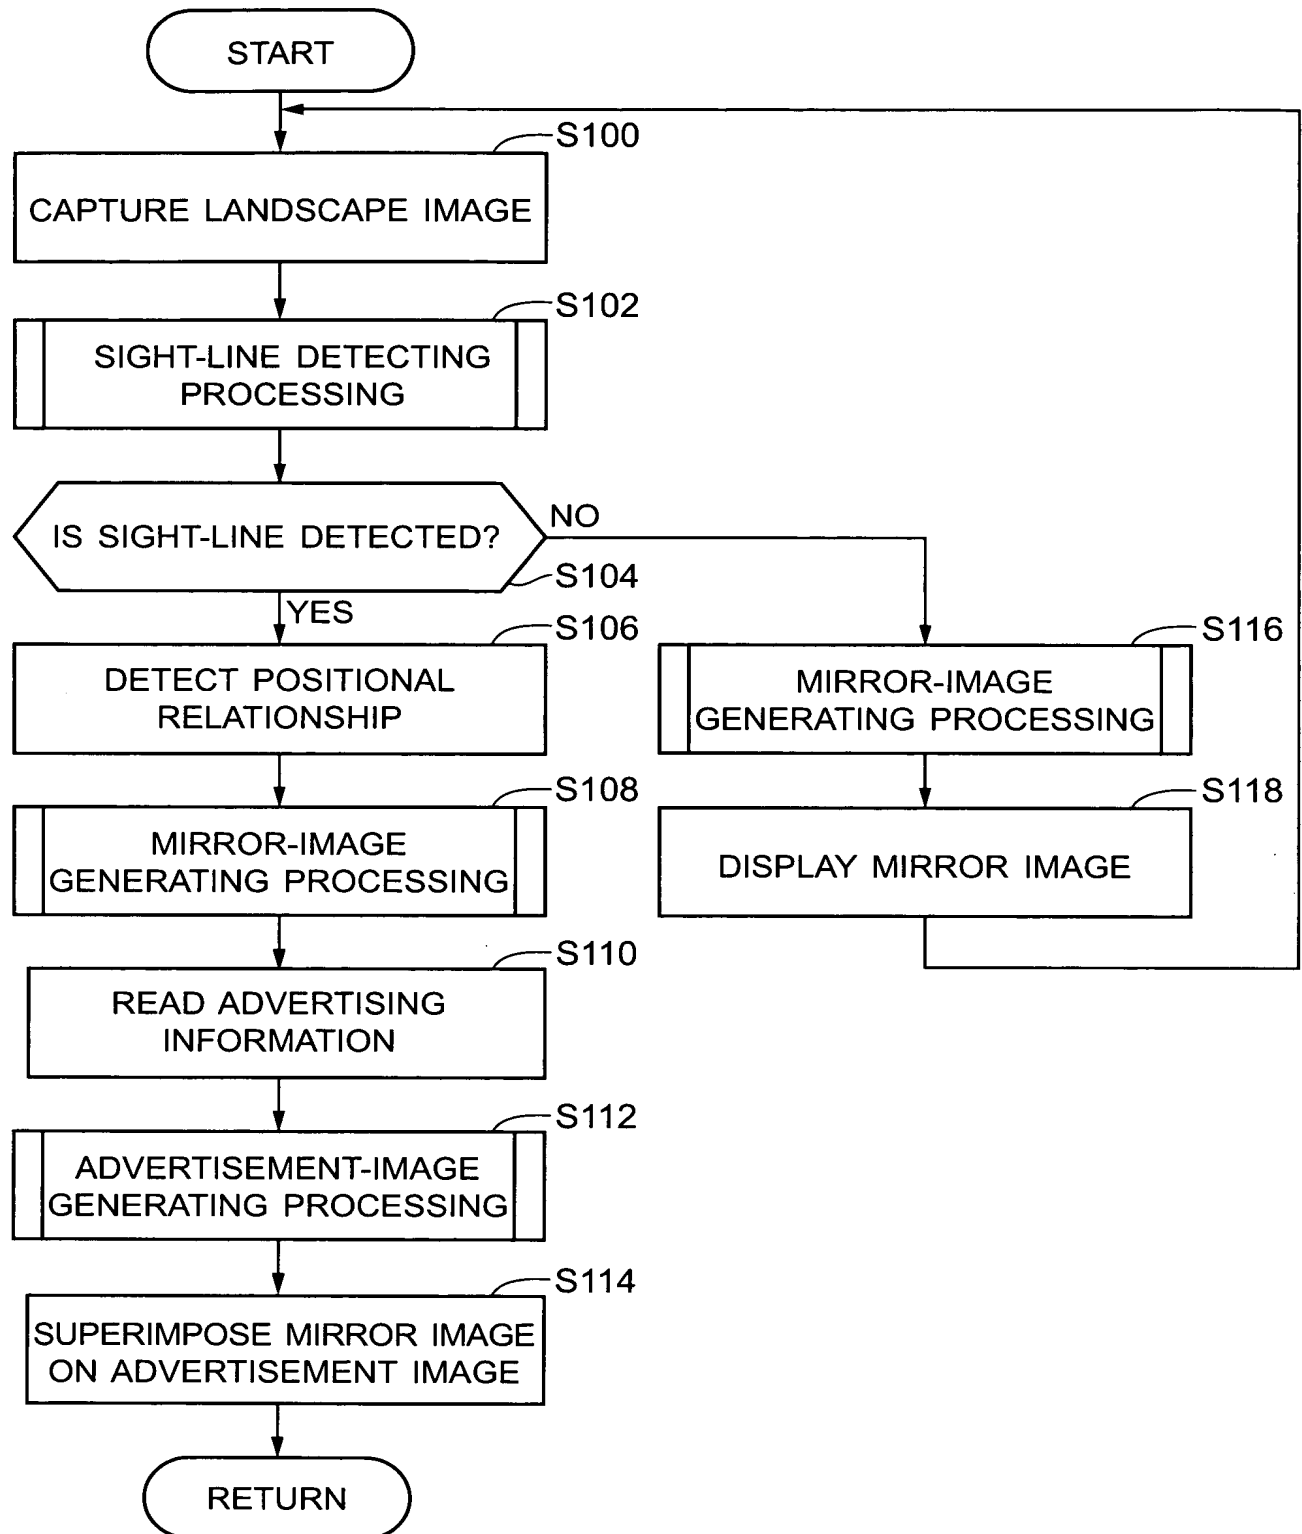 START
S100
CAPTURE LANDSCAPE IMAGE
S102
SIGHT-LINE DETECTING
PROCESSING
IS SIGHT-LINE DETECTED?
NO
S104
YES
S106
DETECT POSITIONAL
RELATIONSHIP
S116
MIRROR-IMAGE
GENERATING PROCESSING
S108
MIRROR-IMAGE
GENERATING PROCESSING
S118
DISPLAY MIRROR IMAGE
S110
READ ADVERTISING
INFORMATION
S112
ADVERTISEMENT-IMAGE
GENERATING PROCESSING
S114
SUPERIMPOSE MIRROR IMAGE
ON ADVERTISEMENT IMAGE
RETURN